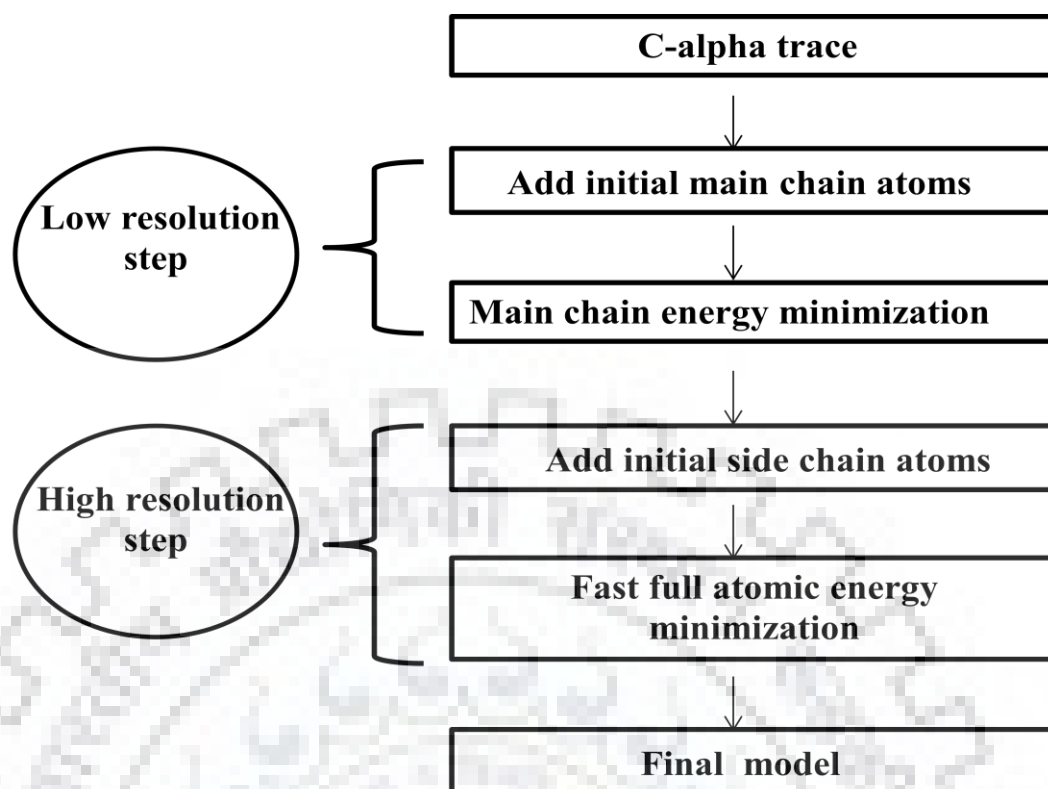 C-alpha trace
Add initial main chain atoms
Low resolution
step
Main chain energy minimization
Add initial side chain atoms
High resolution
step
Fast full atomic energy
minimization
Final model